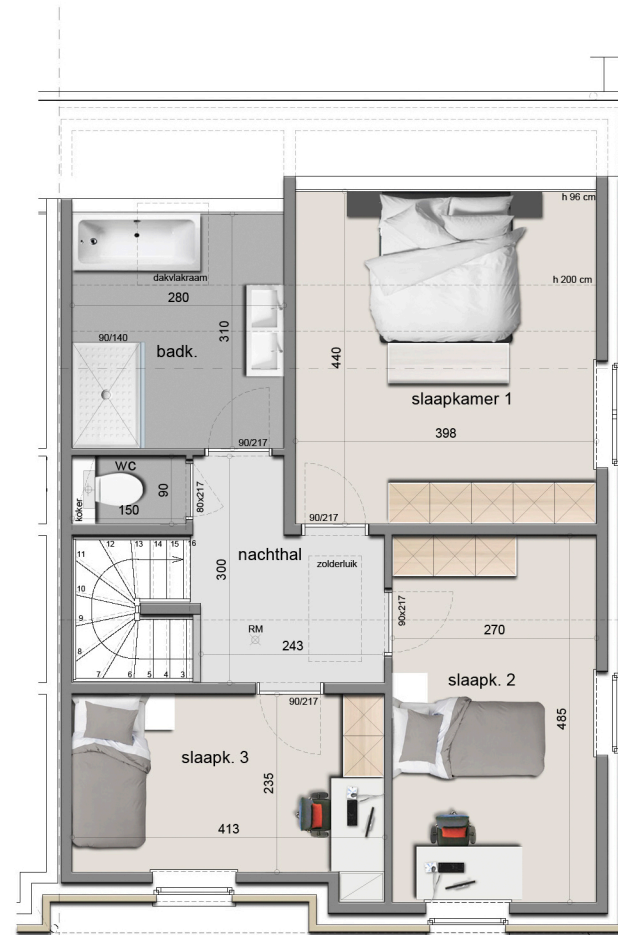 h 96 cm
dakvlakraam
280
h 200 cm
310
90/140
badk.
440
slaapkamer 1
398
90/217
wc
koker
150
90
80x217
90/217
11
12
13
14
15
16
10
9
8
7
6
5
4
3
300
nachthal
zolderluik
RM
243
90x217
270
slaapk. 2
485
90/217
slaapk. 3
235
413